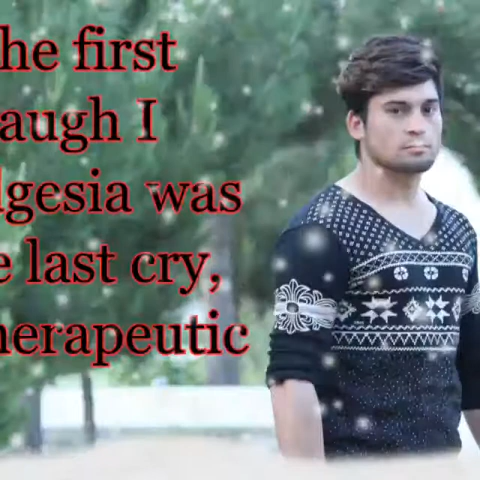 he first
augh I
lgesia was
e last cry,
herapeutic